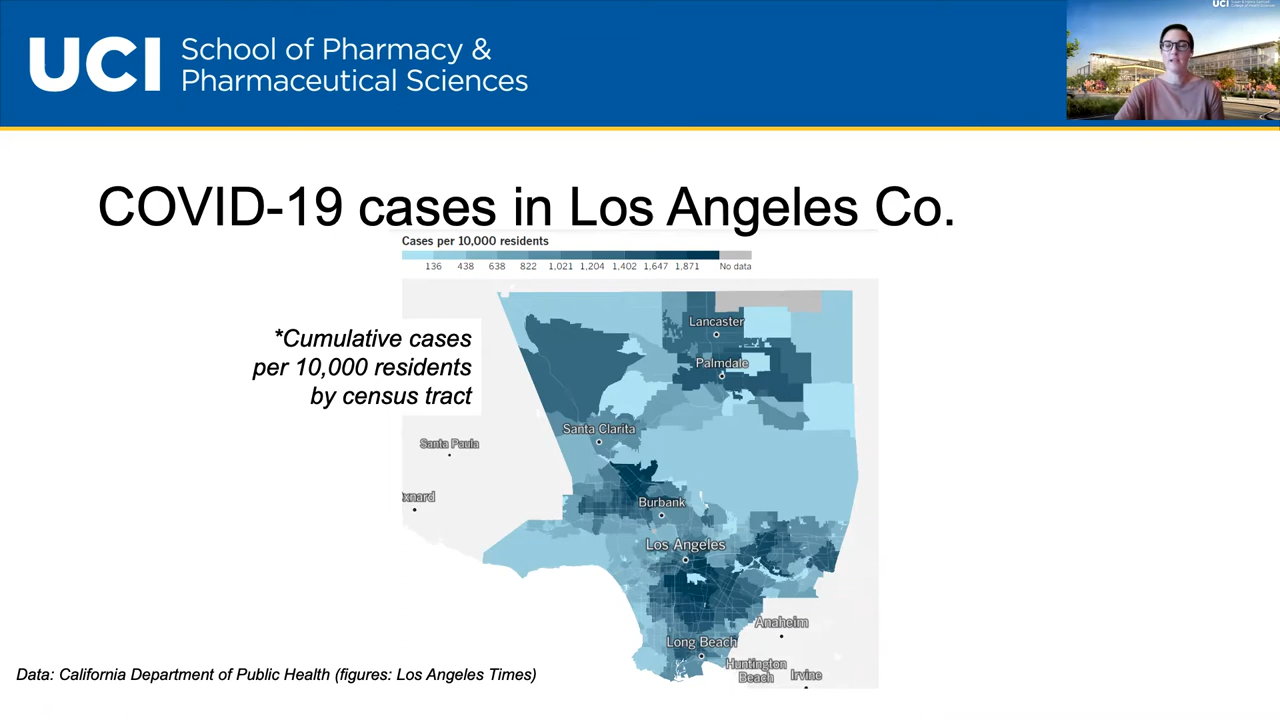 UCI School of Pharmacy &
Pharmaceutical Sciences
UCI
COVID-19 cases in Los Angeles Co.
Cases per 10,000 residents
136 438 638 822 1,021 1,204 1,402 1,647 1,871 No data
*Cumulative cases
per 10,000 residents
by census tract
Lancaster
Palmdale
Santa Clarita
Santa Paula
xnard
Burbank
Los Angeles
Anaheim
Long Beach
Huntington
Beach
Irvine
Data: California Department of Public Health (figures: Los Angeles Times)